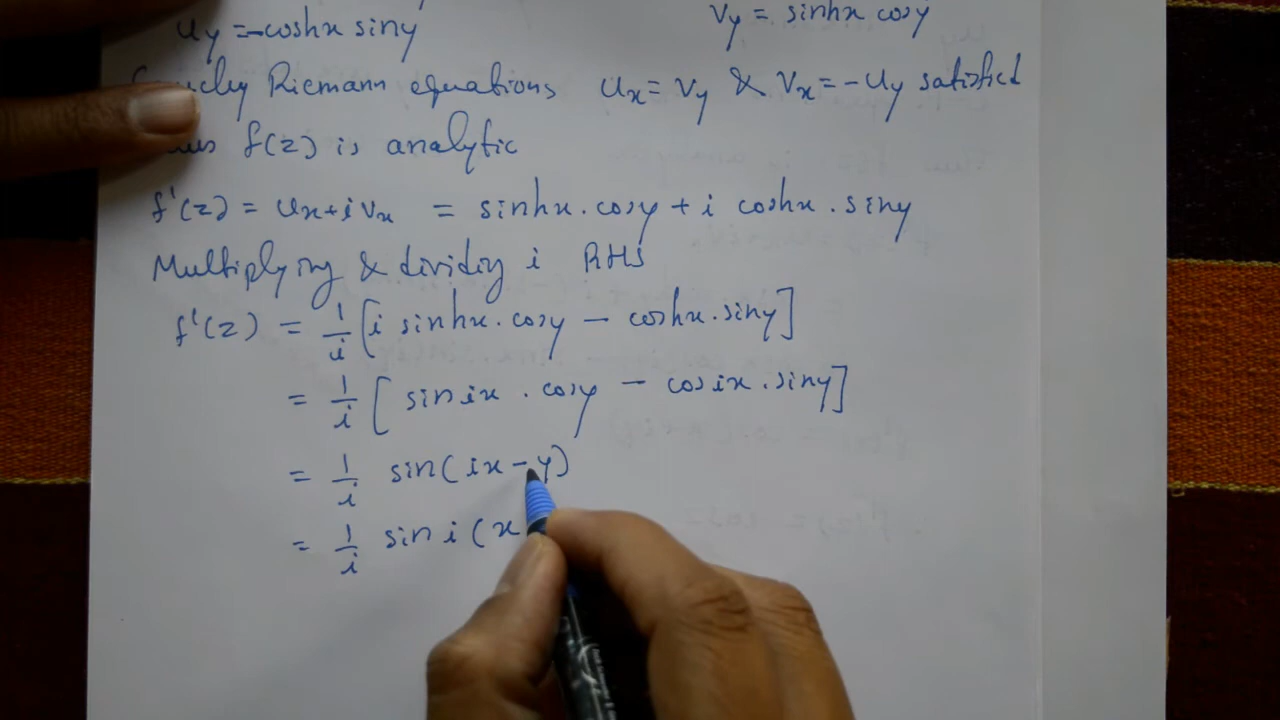 uy = -coshx siny
vy = sinhx cosy
Riemann equations ux = vy & vx = -uy satisfied
f(z) is analytic
f'(z) = ux + i vx = sinhx . cosy + i coshx . siny
Multiplying & dividing i RHS
f'(z) = 1/i [i sinhx . cosy - coshx . siny]
= 1/i [sin ix . cosy - cos ix . siny]
= 1/i sin(ix - y)
= 1/i sin i(x